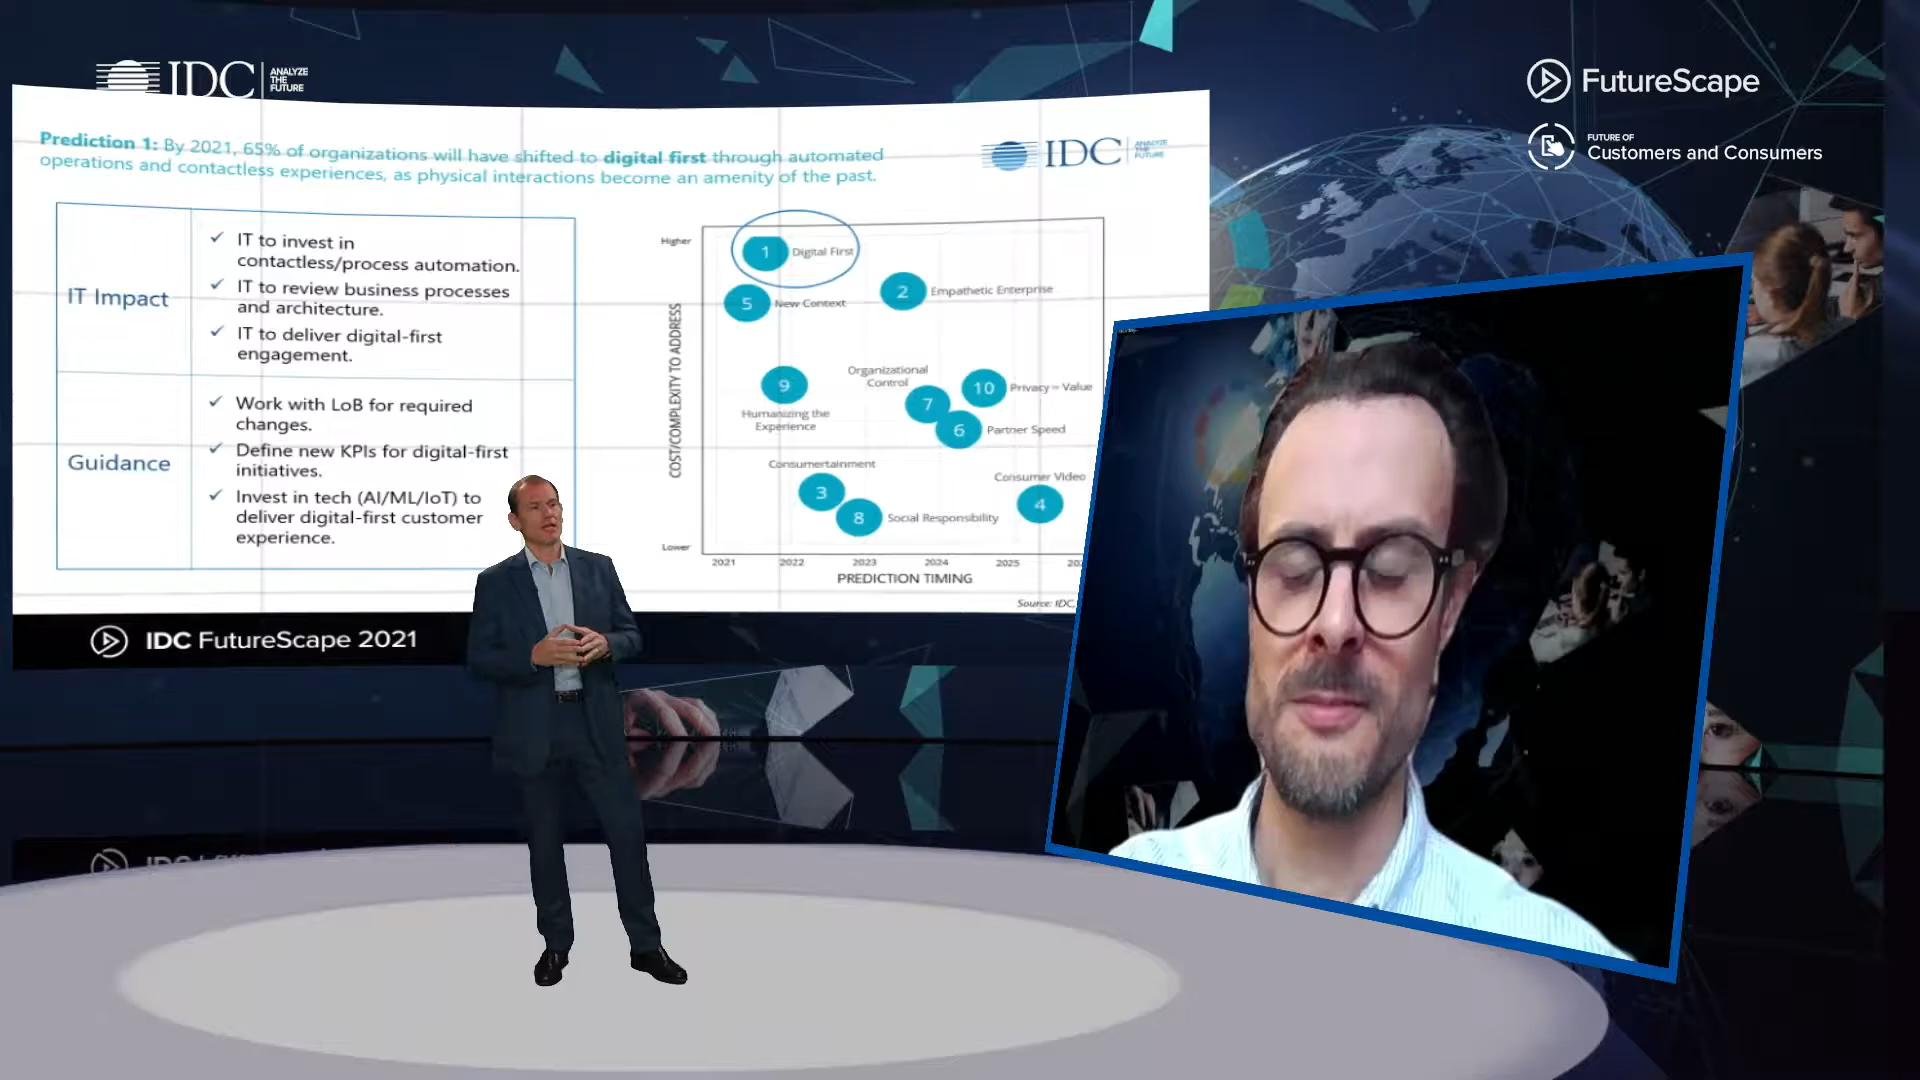 IDC
ANALYZE
THE
FUTURE
FutureScape
FUTURE OF
Customers and Consumers
Prediction 1: By 2021, 65% of organizations will have shifted to digital first through automated
operations and contactless experiences, as physical interactions become an amenity of the past.
IDC
ANALYZE
THE
FUTURE
IT Impact
✓ IT to invest in
contactless/process automation.
✓ IT to review business processes
and architecture.
✓ IT to deliver digital-first
engagement.
Guidance
✓ Work with LoB for required
changes.
✓ Define new KPIs for digital-first
initiatives.
✓ Invest in tech (AI/ML/IoT) to
deliver digital-first customer
experience.
COST/COMPLEXITY TO ADDRESS
Higher
1 Digital First
2 Empathetic Enterprise
5 New Context
Organizational
Control
9
7
10 Privacy = Value
Humanizing the
Experience
6 Partner Speed
Consumertainment
3
Consumer Video
4
8 Social Responsibility
Lower
2021 2022 2023 2024 2025
PREDICTION TIMING
Source: IDC,
IDC FutureScape 2021